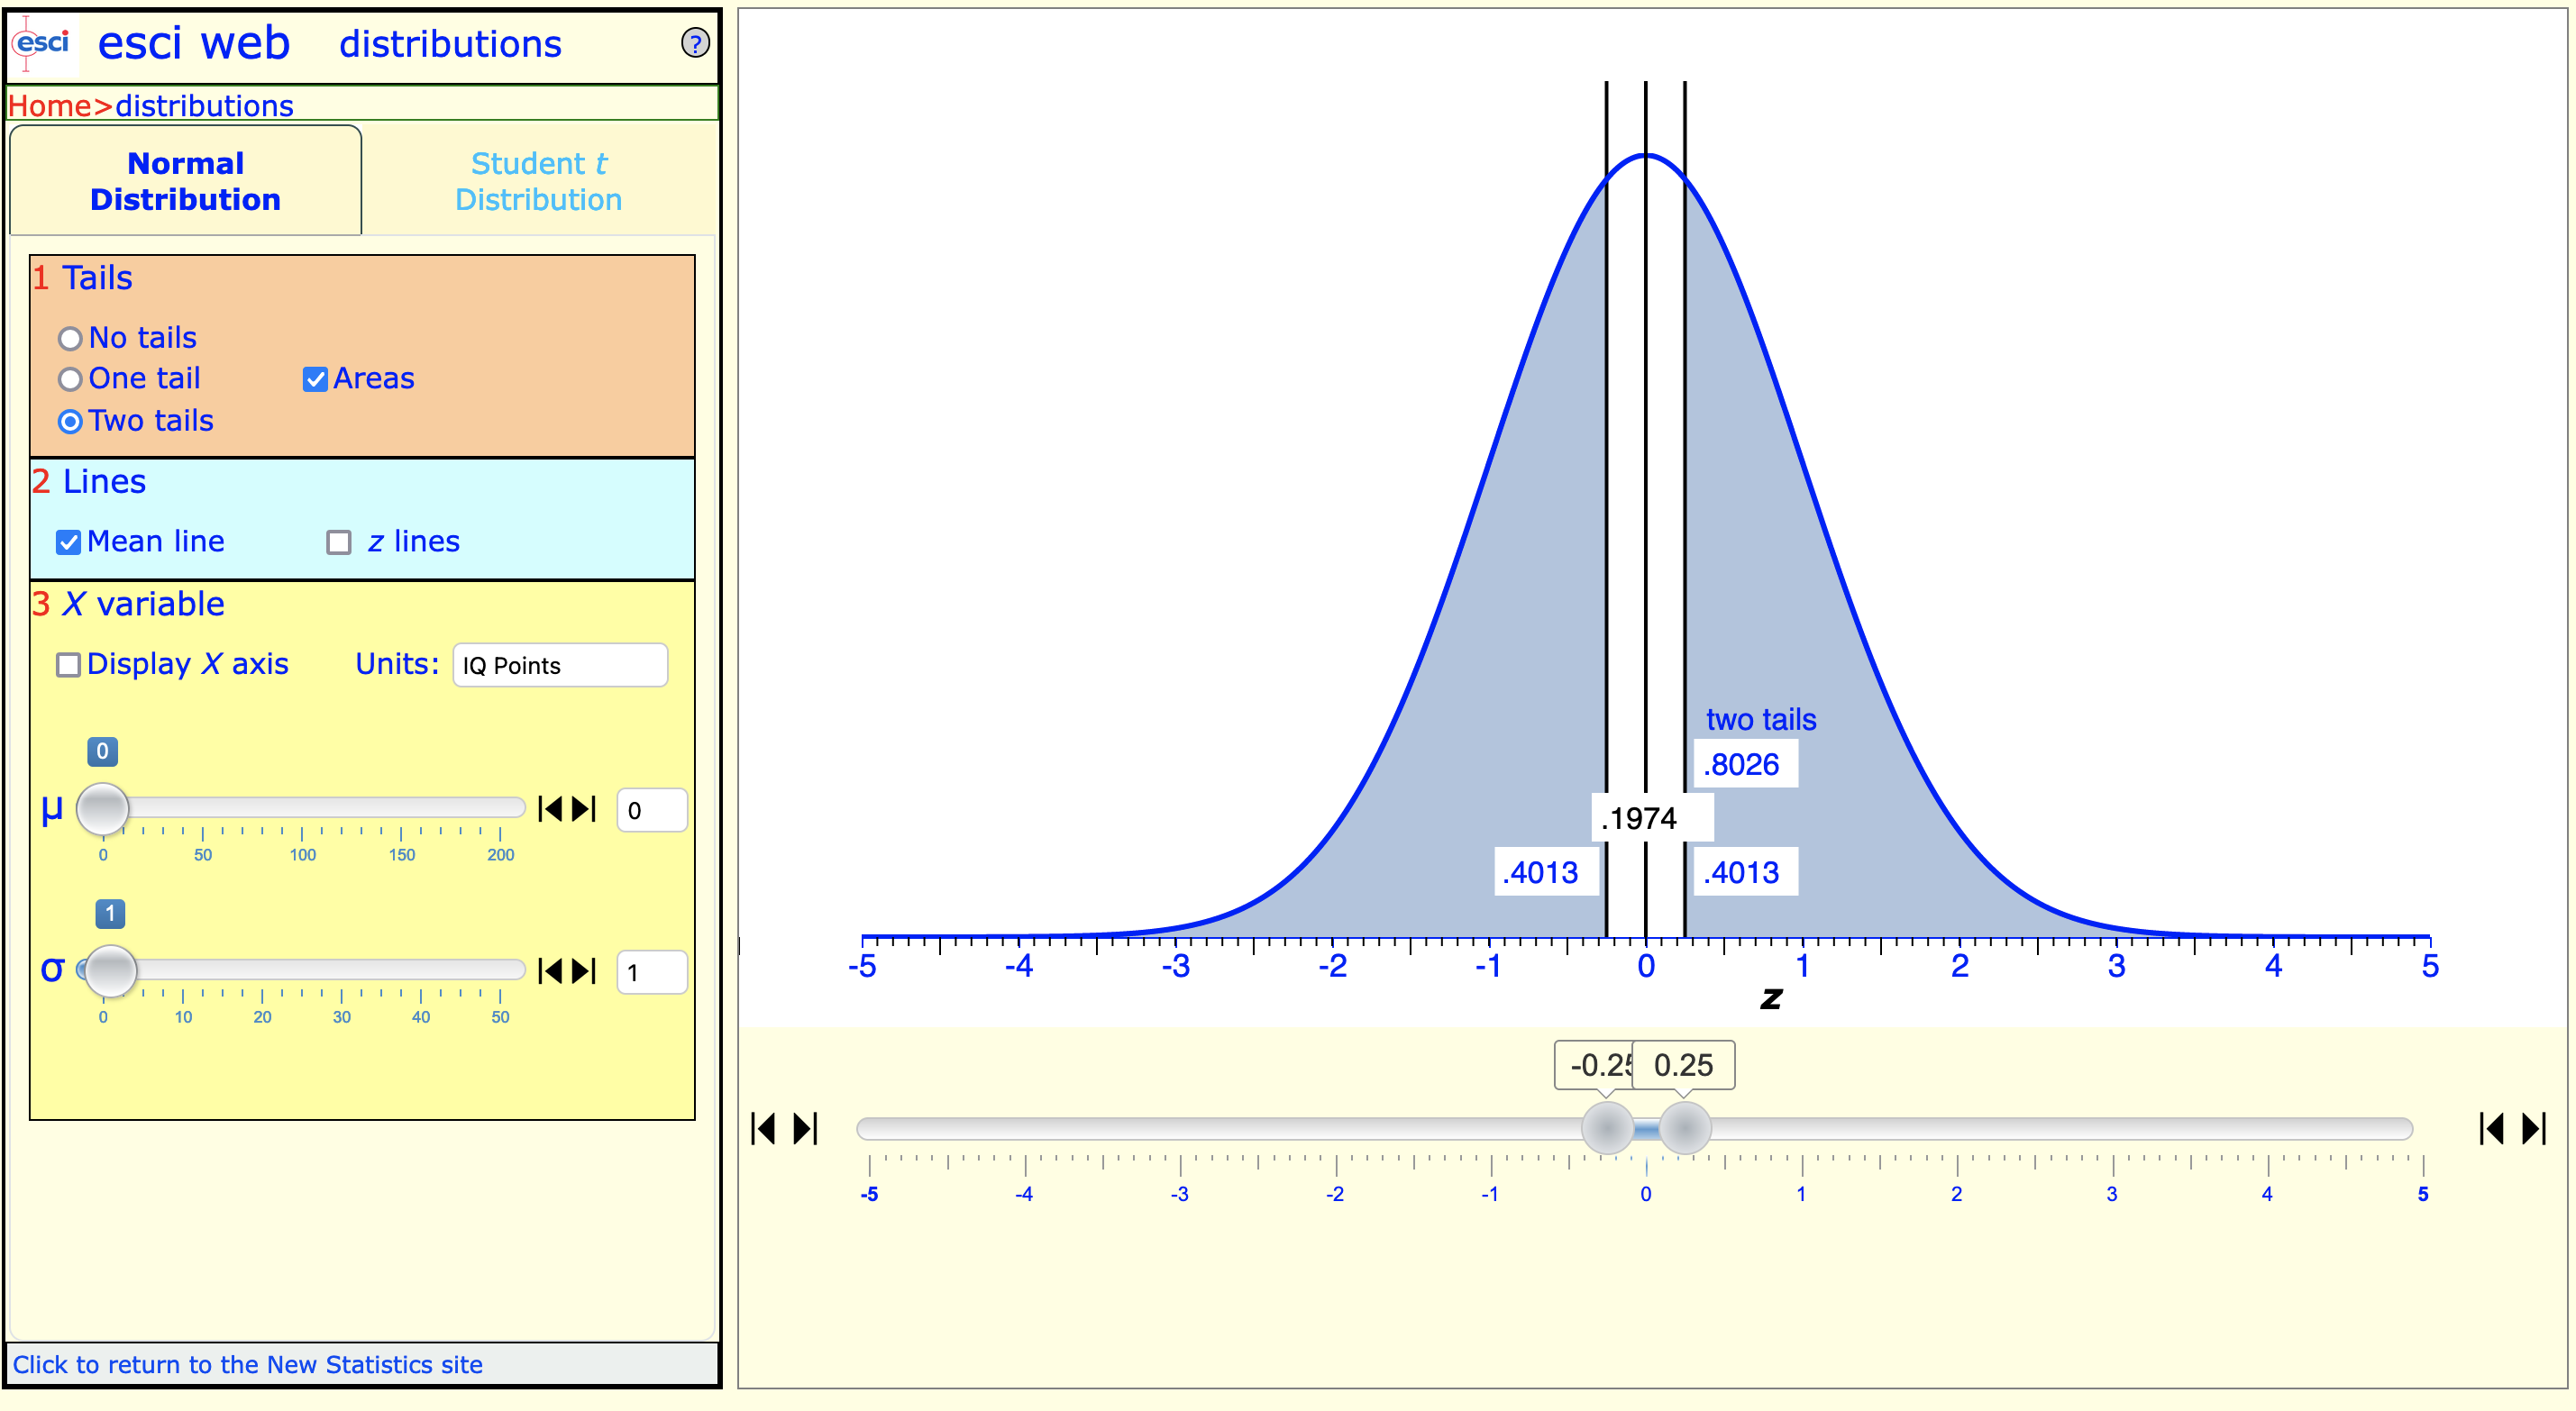 esci esci web distributions ?
Home>distributions
Normal
Distribution
Student t
Distribution
1 Tails
No tails
One tail Areas
Two tails
2 Lines
Mean line z lines
3 X variable
Display X axis Units: IQ Points
0
μ 0
0 50 100 150 200
1
σ 1
0 10 20 30 40 50
Click to return to the New Statistics site
two tails
.8026
.1974
.4013 .4013
-5 -4 -3 -2 -1 0 1 2 3 4 5
z
-0.25 0.25
-5 -4 -3 -2 -1 0 1 2 3 4 5